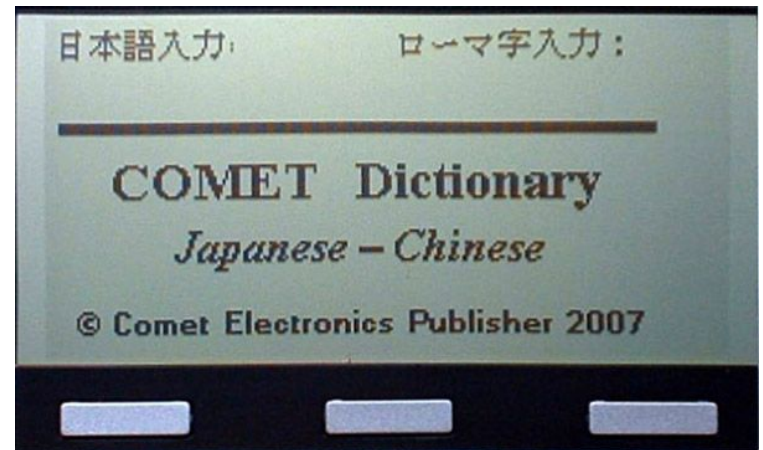 日本語入力: ローマ字入力:
COMET Dictionary
Japanese – Chinese
© Comet Electronics Publisher 2007